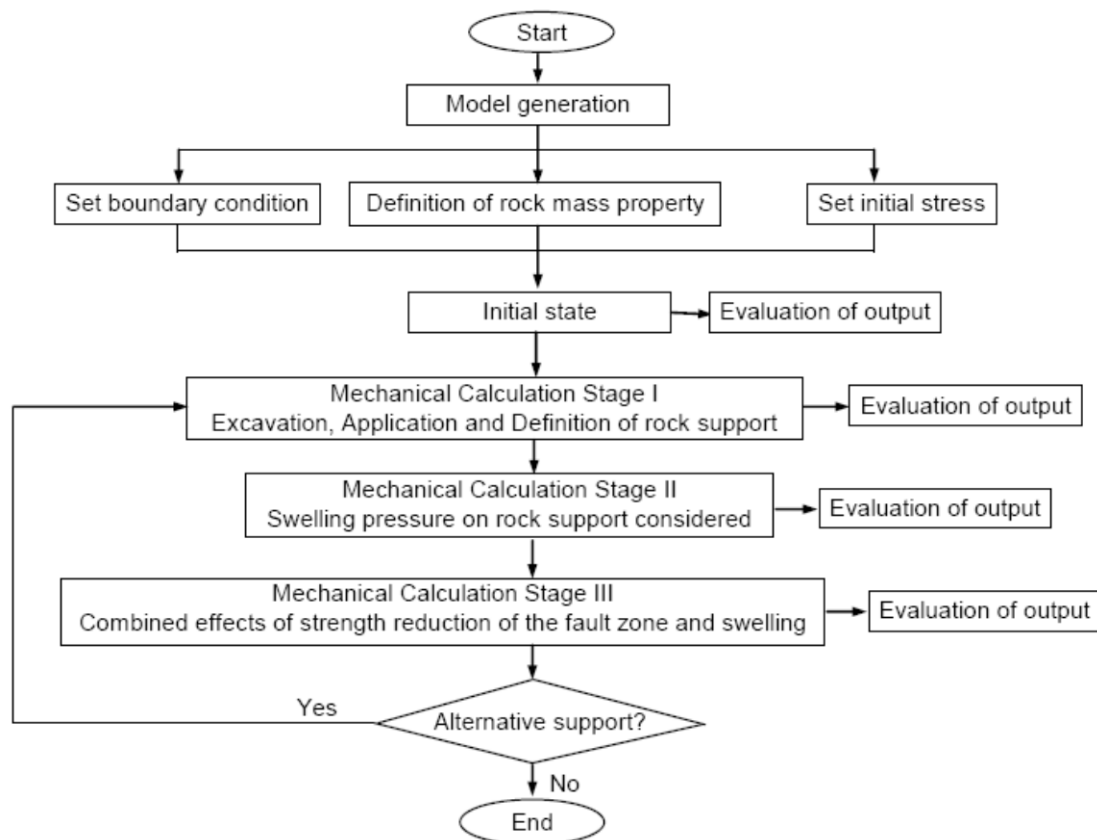 Start
Model generation
Set boundary condition
Definition of rock mass property
Set initial stress
Initial state
Evaluation of output
Mechanical Calculation Stage I
Excavation, Application and Definition of rock support
Evaluation of output
Mechanical Calculation Stage II
Swelling pressure on rock support considered
Evaluation of output
Mechanical Calculation Stage III
Combined effects of strength reduction of the fault zone and swelling
Evaluation of output
Yes
Alternative support?
No
End